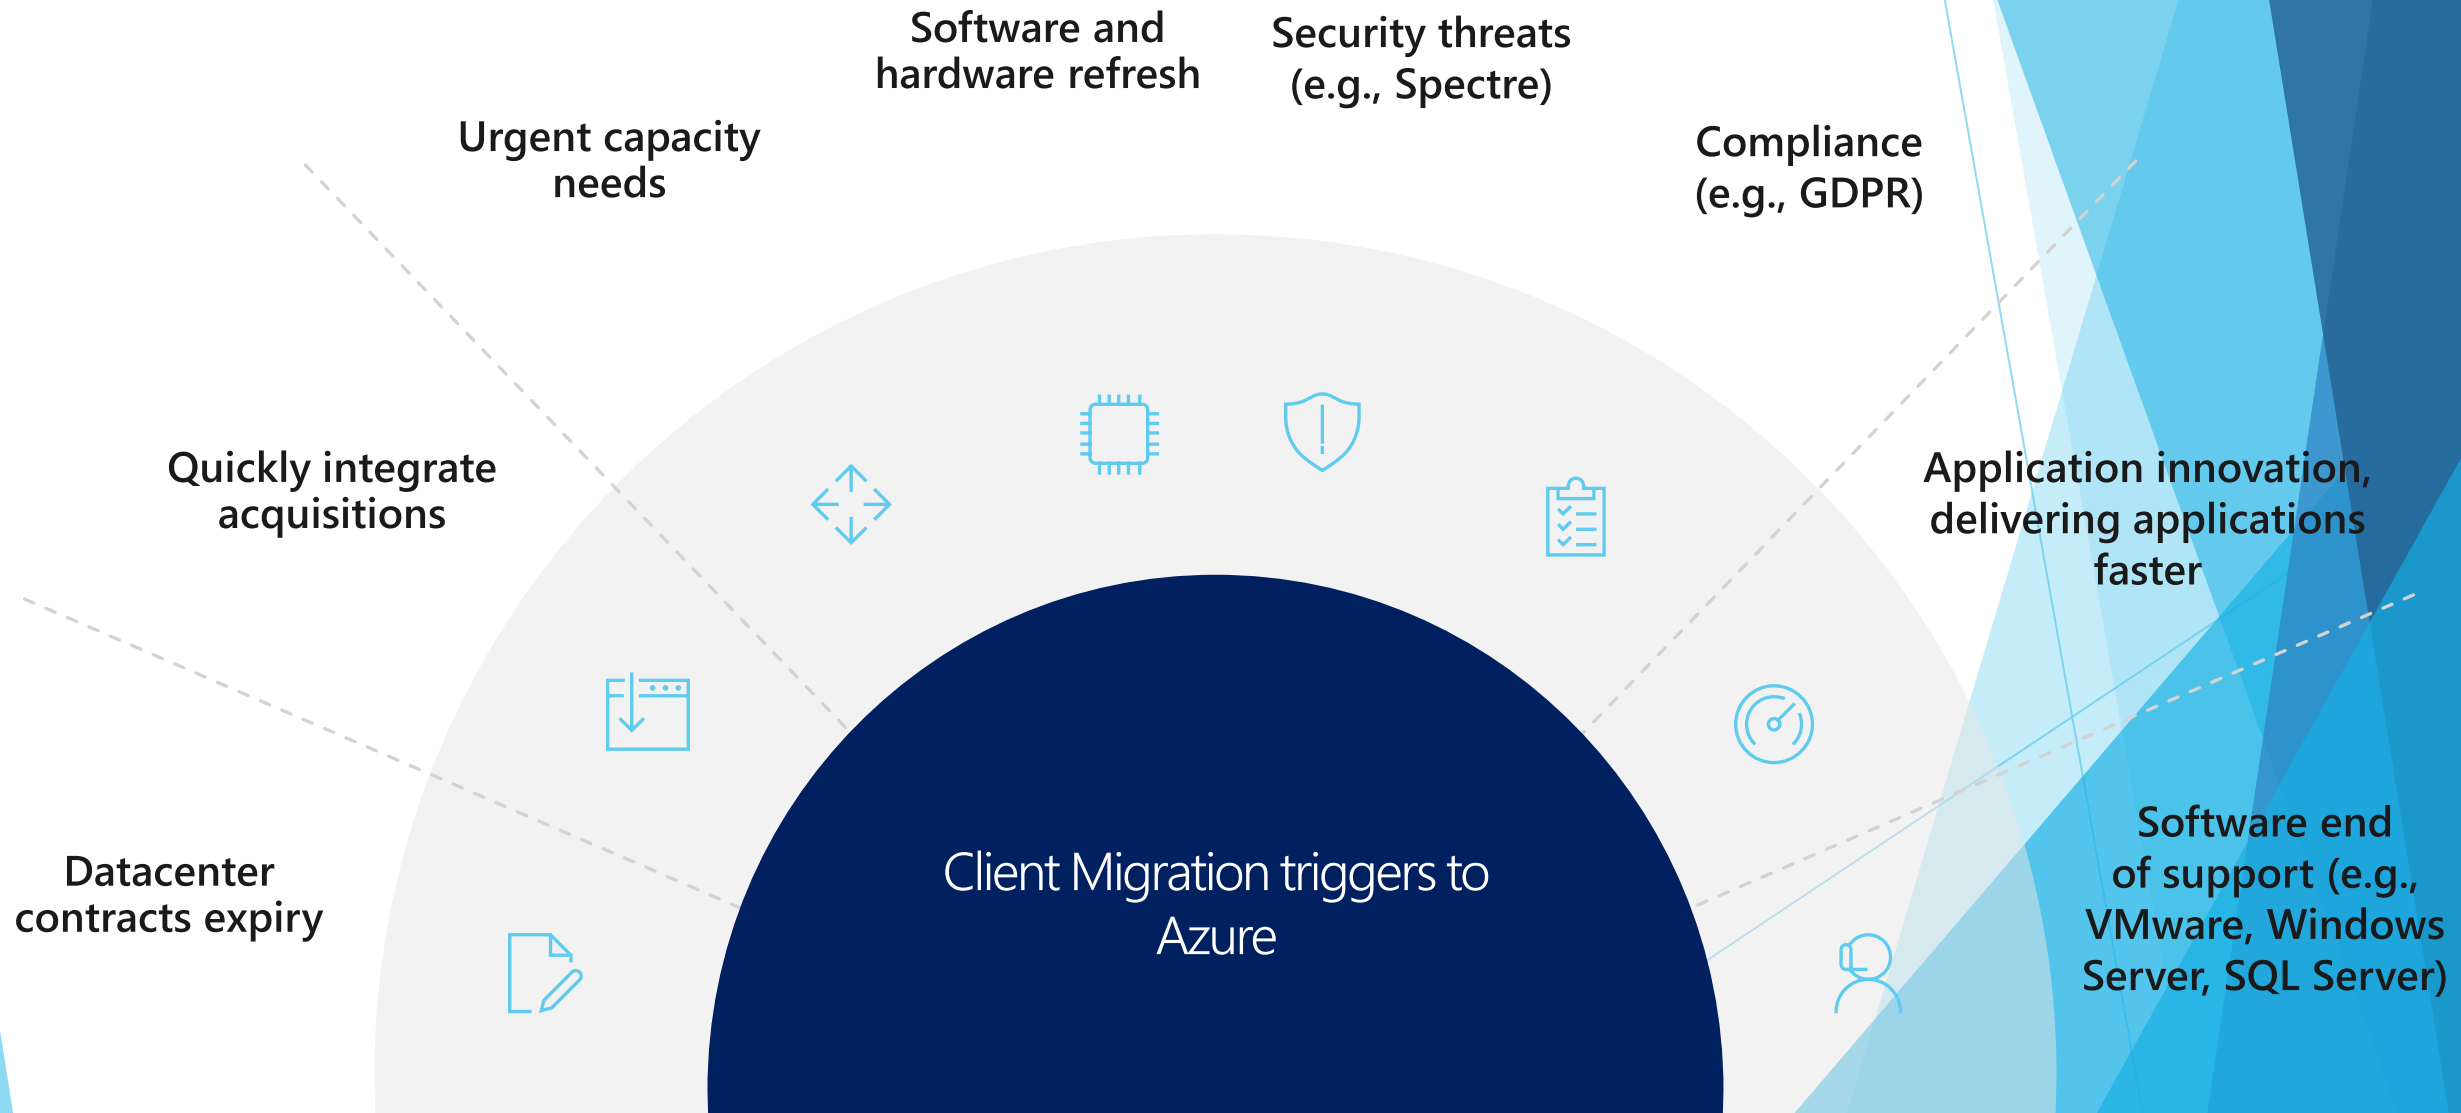 Software and
hardware refresh
Security threats
(e.g., Spectre)
Urgent capacity
needs
Compliance
(e.g., GDPR)
Quickly integrate
acquisitions
Application innovation,
delivering applications
faster
Datacenter
contracts expiry
Client Migration triggers to
Azure
Software end
of support (e.g.,
VMware, Windows
Server, SQL Server)